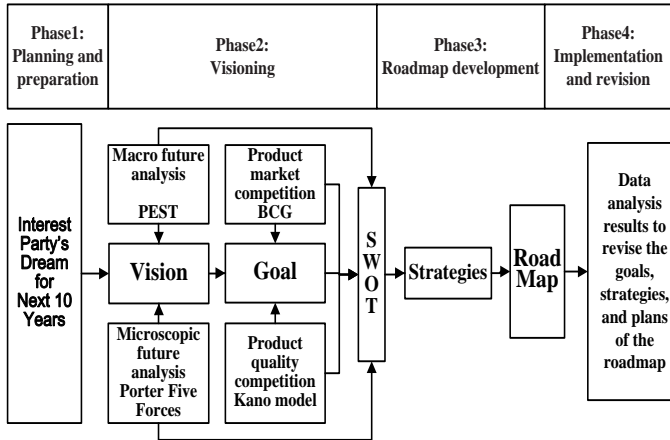 Phase1:
Planning and
preparation
Phase2:
Visioning
Phase3:
Roadmap development
Phase4:
Implementation
and revision
Interest
Party's
Dream
for
Next 10
Years
Macro future
analysis
PEST
Vision
Microscopic
future
analysis
Porter Five
Forces
Product
market
competition
BCG
Goal
Product
quality
competition
Kano model
S
W
O
T
Strategies
Road
Map
Data
analysis
results to
revise the
goals,
strategies,
and plans
of the
roadmap